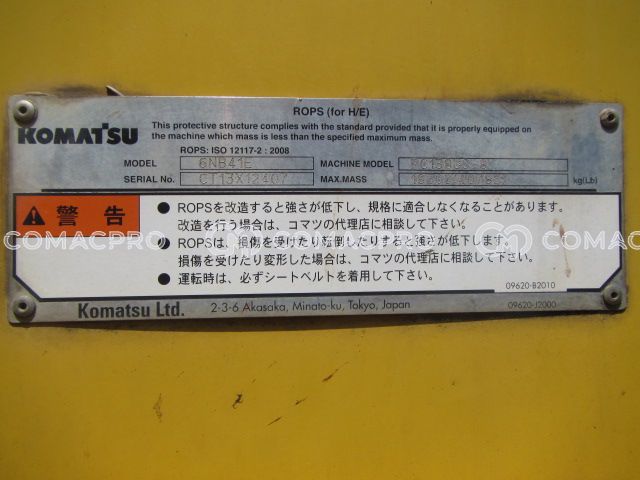 KOMATSU
ROPS (for H/E)
This protective structure complies with the standard provided that it is properly equipped on
the machine which mass is less than the specified maximum mass.
ROPS: ISO 12117-2 : 2008
MODEL 6NB41E MACHINE MODEL
SERIAL No. CT13X12407 MAX.MASS kg(Lb)
警告
● ROPSを改造すると強さが低下し、規格に適合しなくなることがあります。
改造を行う場合は、コマツの代理店に相談して下さい。
● ROPSは、損傷を受けたり転倒したりすると強さが低下します。
損傷を受けたり変形した場合は、コマツの代理店に相談して下さい。
● 運転時は、必ずシートベルトを着用して下さい。
09620-B2010
Komatsu Ltd. 2-3-6 Akasaka, Minato-ku, Tokyo, Japan
09620-J2000
COMACPRO COMACPRO COMACPRO